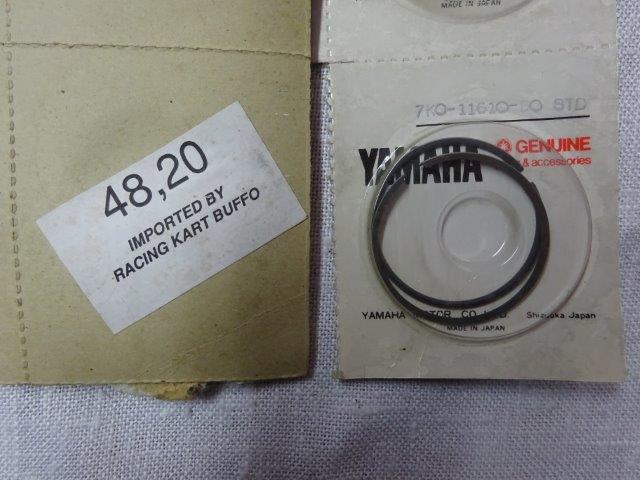 48,20
IMPORTED BY
RACING KART BUFFO
MADE IN JAPAN
7K0-11610- 0 STD
YAMAHA
GENUINE
& accessories
YAMAHA MOTOR CO., LTD. Shizuoka Japan
MADE IN JAPAN